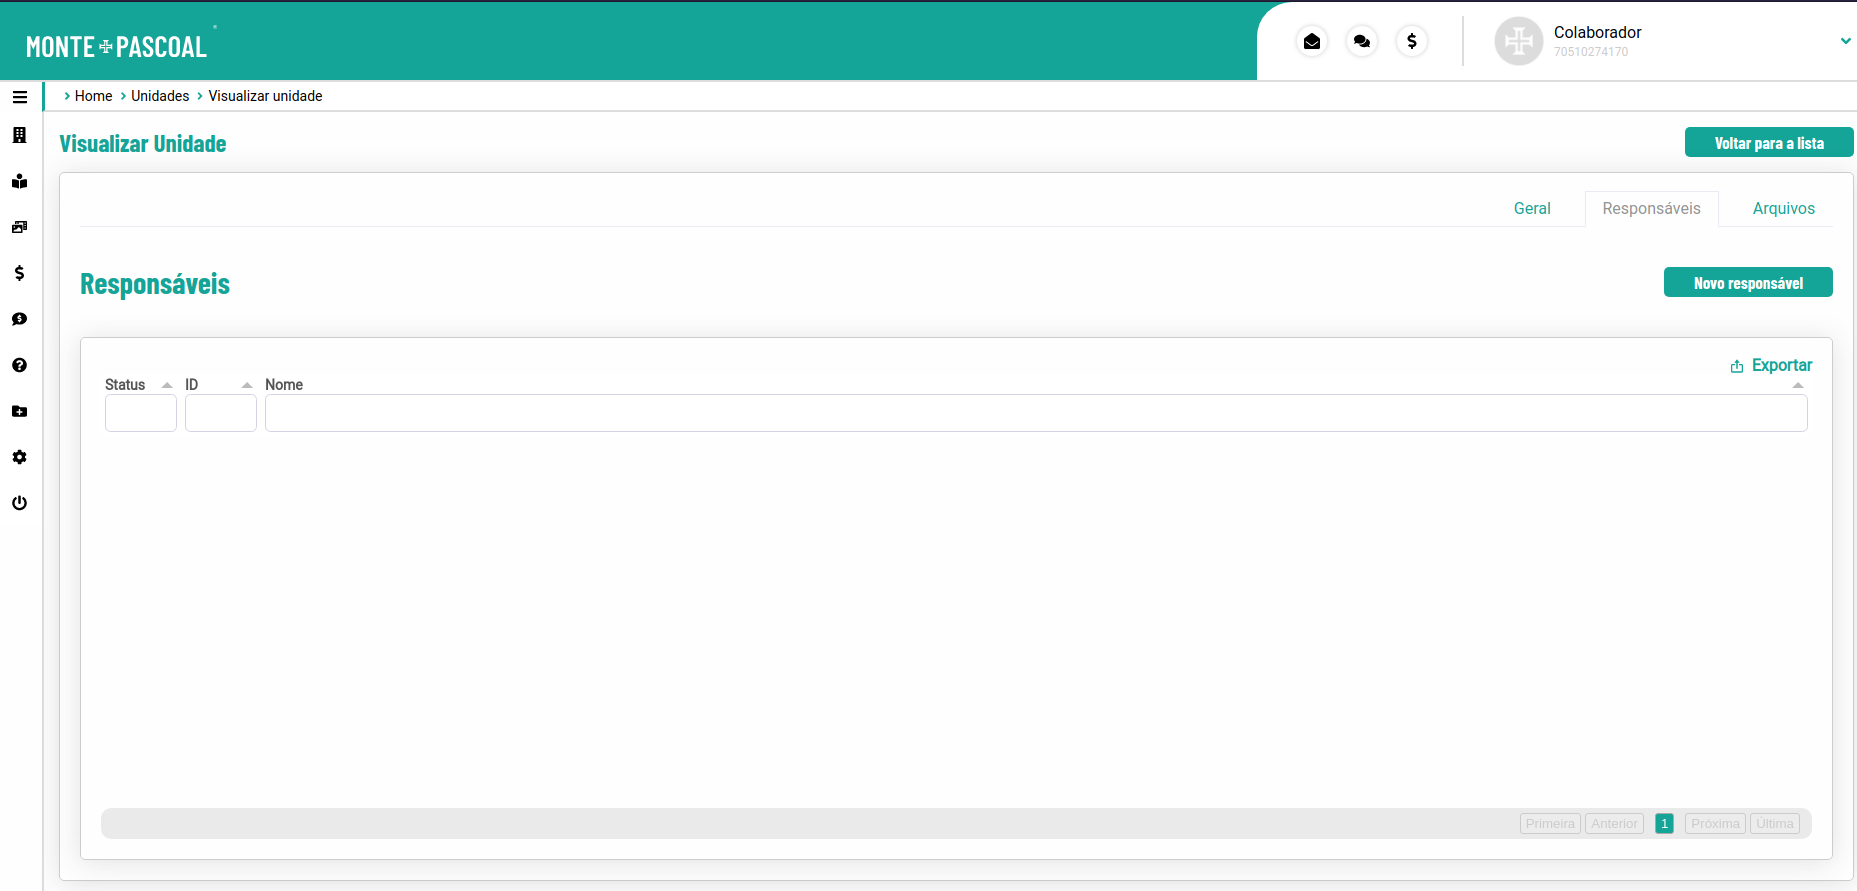 MONTE PASCOAL
Colaborador
70510274170
Home Unidades Visualizar unidade
Visualizar Unidade
Voltar para a lista
Geral Responsáveis Arquivos
Responsáveis
Novo responsável
Exportar
Status ID Nome
Primeira Anterior 1 Próxima Última